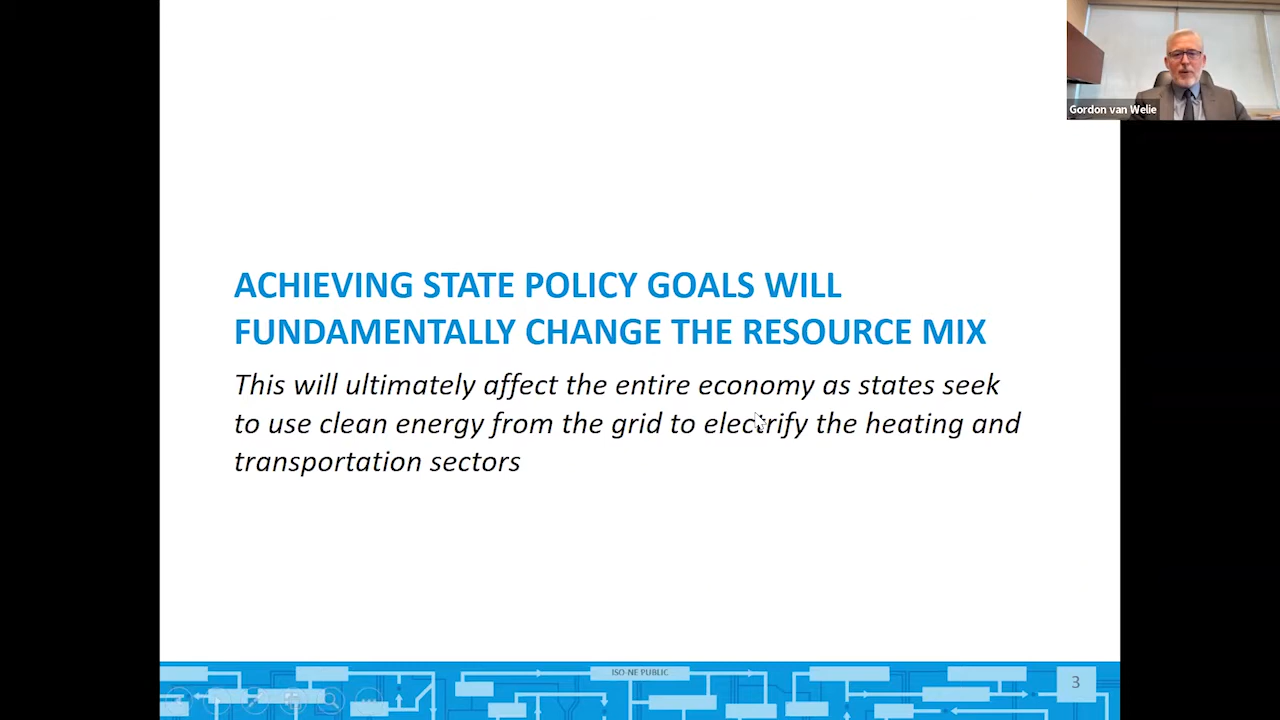 Gordon van Welie
ACHIEVING STATE POLICY GOALS WILL
FUNDAMENTALLY CHANGE THE RESOURCE MIX
This will ultimately affect the entire economy as states seek
to use clean energy from the grid to electrify the heating and
transportation sectors
ISO-NE PUBLIC
3